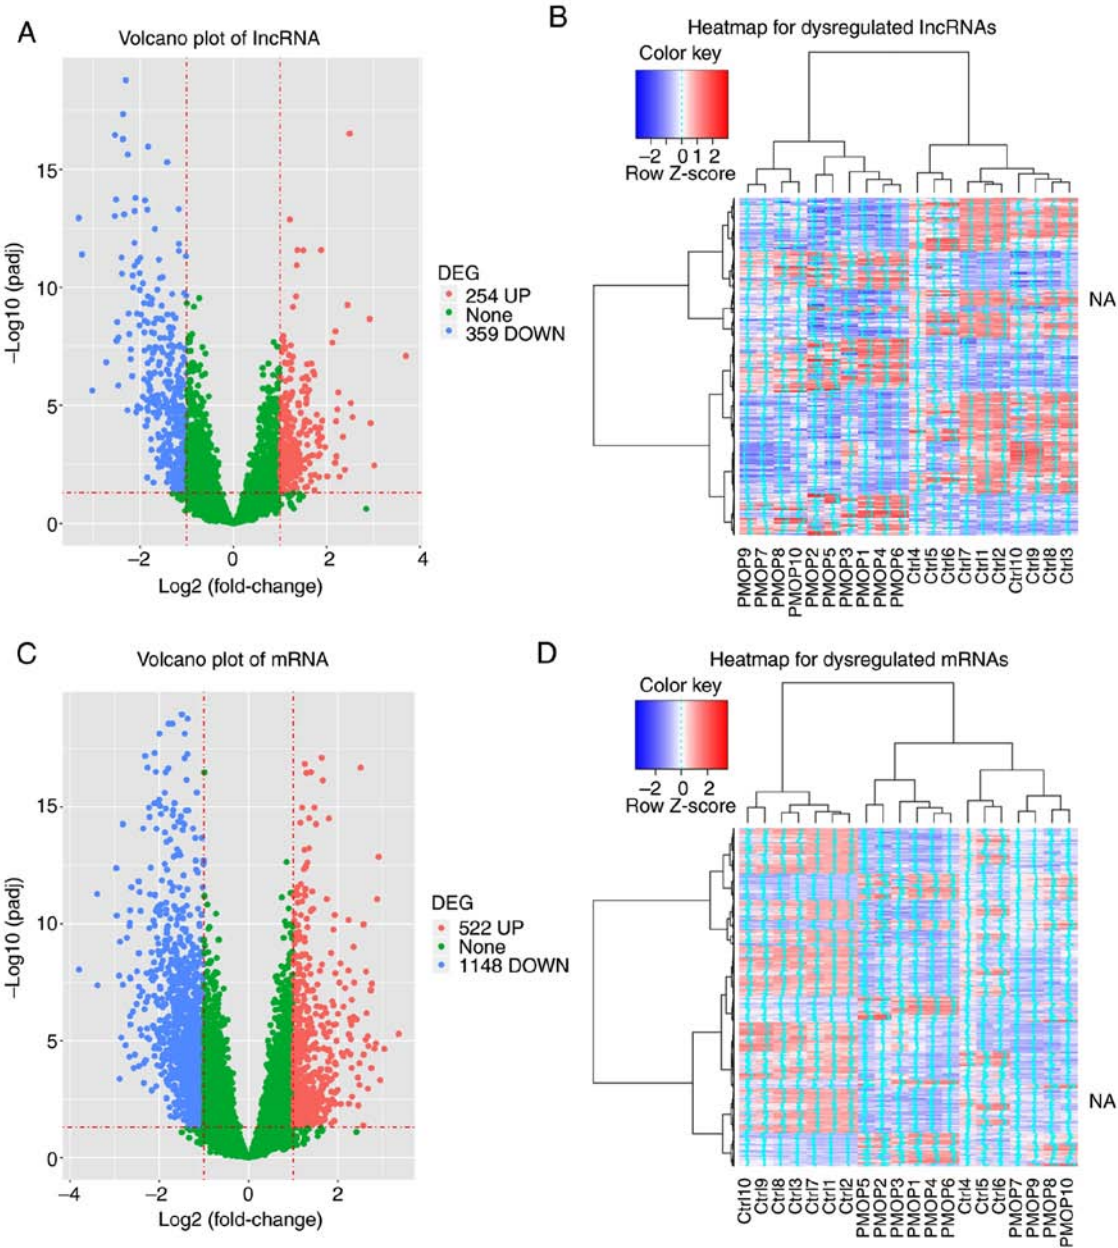 A
Volcano plot of lncRNA
−Log10 (padj)
15
10
5
0
−2
0
2
4
Log2 (fold-change)
DEG
254 UP
None
359 DOWN
B
Heatmap for dysregulated lncRNAs
Color key
−2 0 1 2
Row Z-score
NA
PMOP9
PMOP7
PMOP8
PMOP10
PMOP2
PMOP5
PMOP3
PMOP1
PMOP4
PMOP6
Ctrl4
Ctrl5
Ctrl6
Ctrl7
Ctrl1
Ctrl2
Ctrl10
Ctrl9
Ctrl8
Ctrl3
C
Volcano plot of mRNA
−Log10 (padj)
15
10
5
0
−4
−2
0
2
Log2 (fold-change)
DEG
522 UP
None
1148 DOWN
D
Heatmap for dysregulated mRNAs
Color key
−2 0 2
Row Z-score
NA
Ctrl10
Ctrl9
Ctrl8
Ctrl3
Ctrl7
Ctrl1
Ctrl2
PMOP5
PMOP2
PMOP3
PMOP1
PMOP4
PMOP6
Ctrl4
Ctrl5
Ctrl6
PMOP7
PMOP9
PMOP8
PMOP10